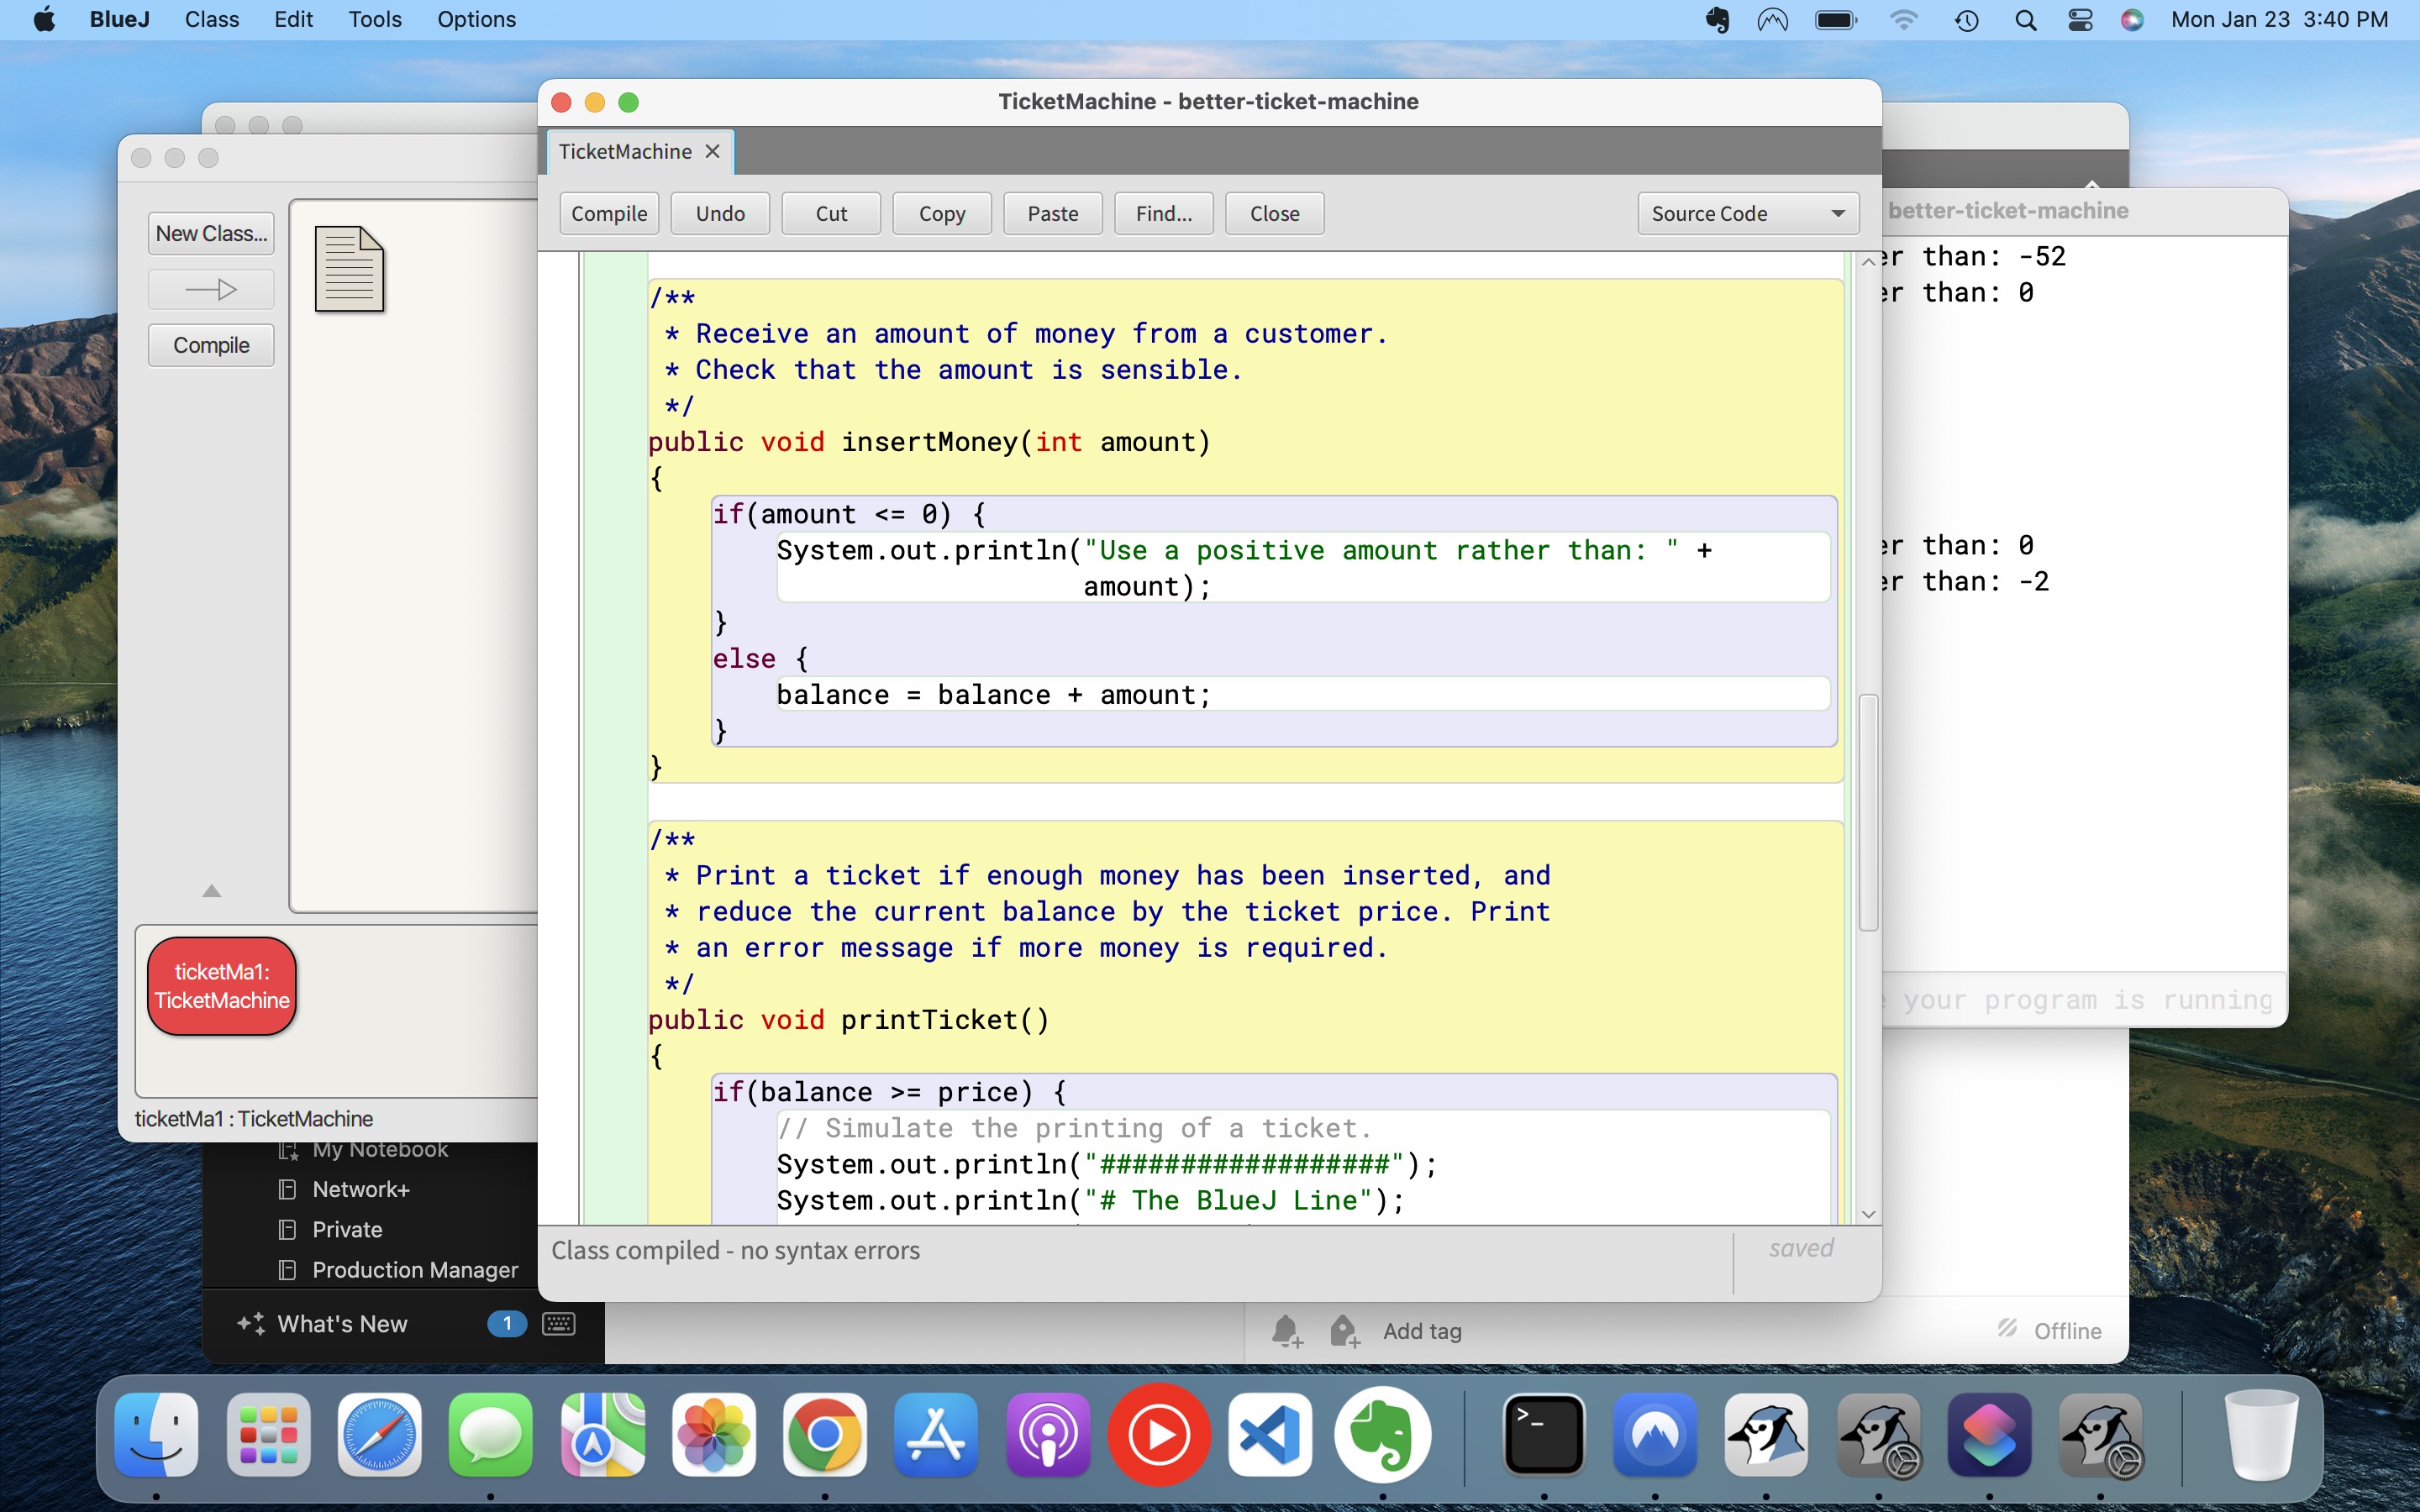 BlueJ Class Edit Tools Options Mon Jan 23 3:40 PM
TicketMachine - better-ticket-machine
TicketMachine
Compile Undo Cut Copy Paste Find... Close Source Code
New Class...
Compile
/**
* Receive an amount of money from a customer.
* Check that the amount is sensible.
*/
public void insertMoney(int amount)
{
if(amount <= 0) {
System.out.println("Use a positive amount rather than: " +
amount);
}
else {
balance = balance + amount;
}
}
/**
* Print a ticket if enough money has been inserted, and
* reduce the current balance by the ticket price. Print
* an error message if more money is required.
*/
public void printTicket()
{
if(balance >= price) {
// Simulate the printing of a ticket.
System.out.println("##################");
System.out.println("# The BlueJ Line");
Class compiled - no syntax errors
saved
better-ticket-machine
er than: -52
er than: 0
er than: 0
er than: -2
your program is running
ticketMa1:
TicketMachine
ticketMa1 : TicketMachine
My Notebook
Network+
Private
Production Manager
What's New 1
Add tag
Offline
>_